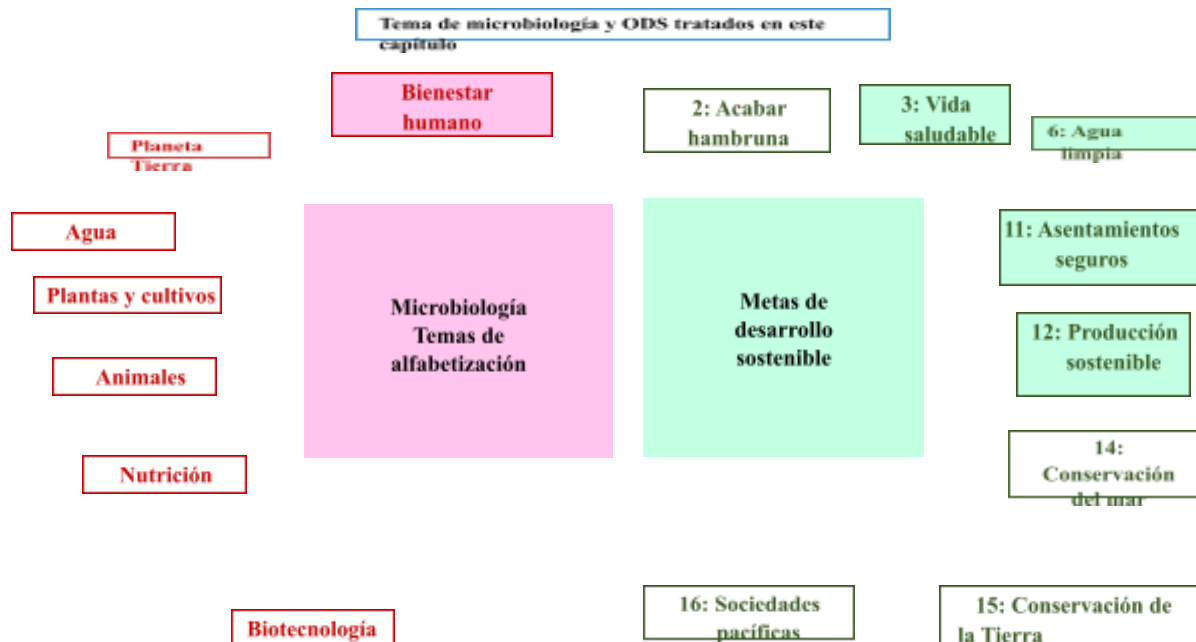 Tema de microbiología y ODS tratados en este
capítulo
Bienestar
humano
2: Acabar
hambruna
3: Vida
saludable
6: Agua
limpia
Planeta
Tierra
Agua
11: Asentamientos
seguros
Plantas y cultivos
Microbiología
Temas de
alfabetización
Metas de
desarrollo
sostenible
12: Producción
sostenible
Animales
Nutrición
14:
Conservación
del mar
16: Sociedades
pacíficas
15: Conservación de
la Tierra
Biotecnología